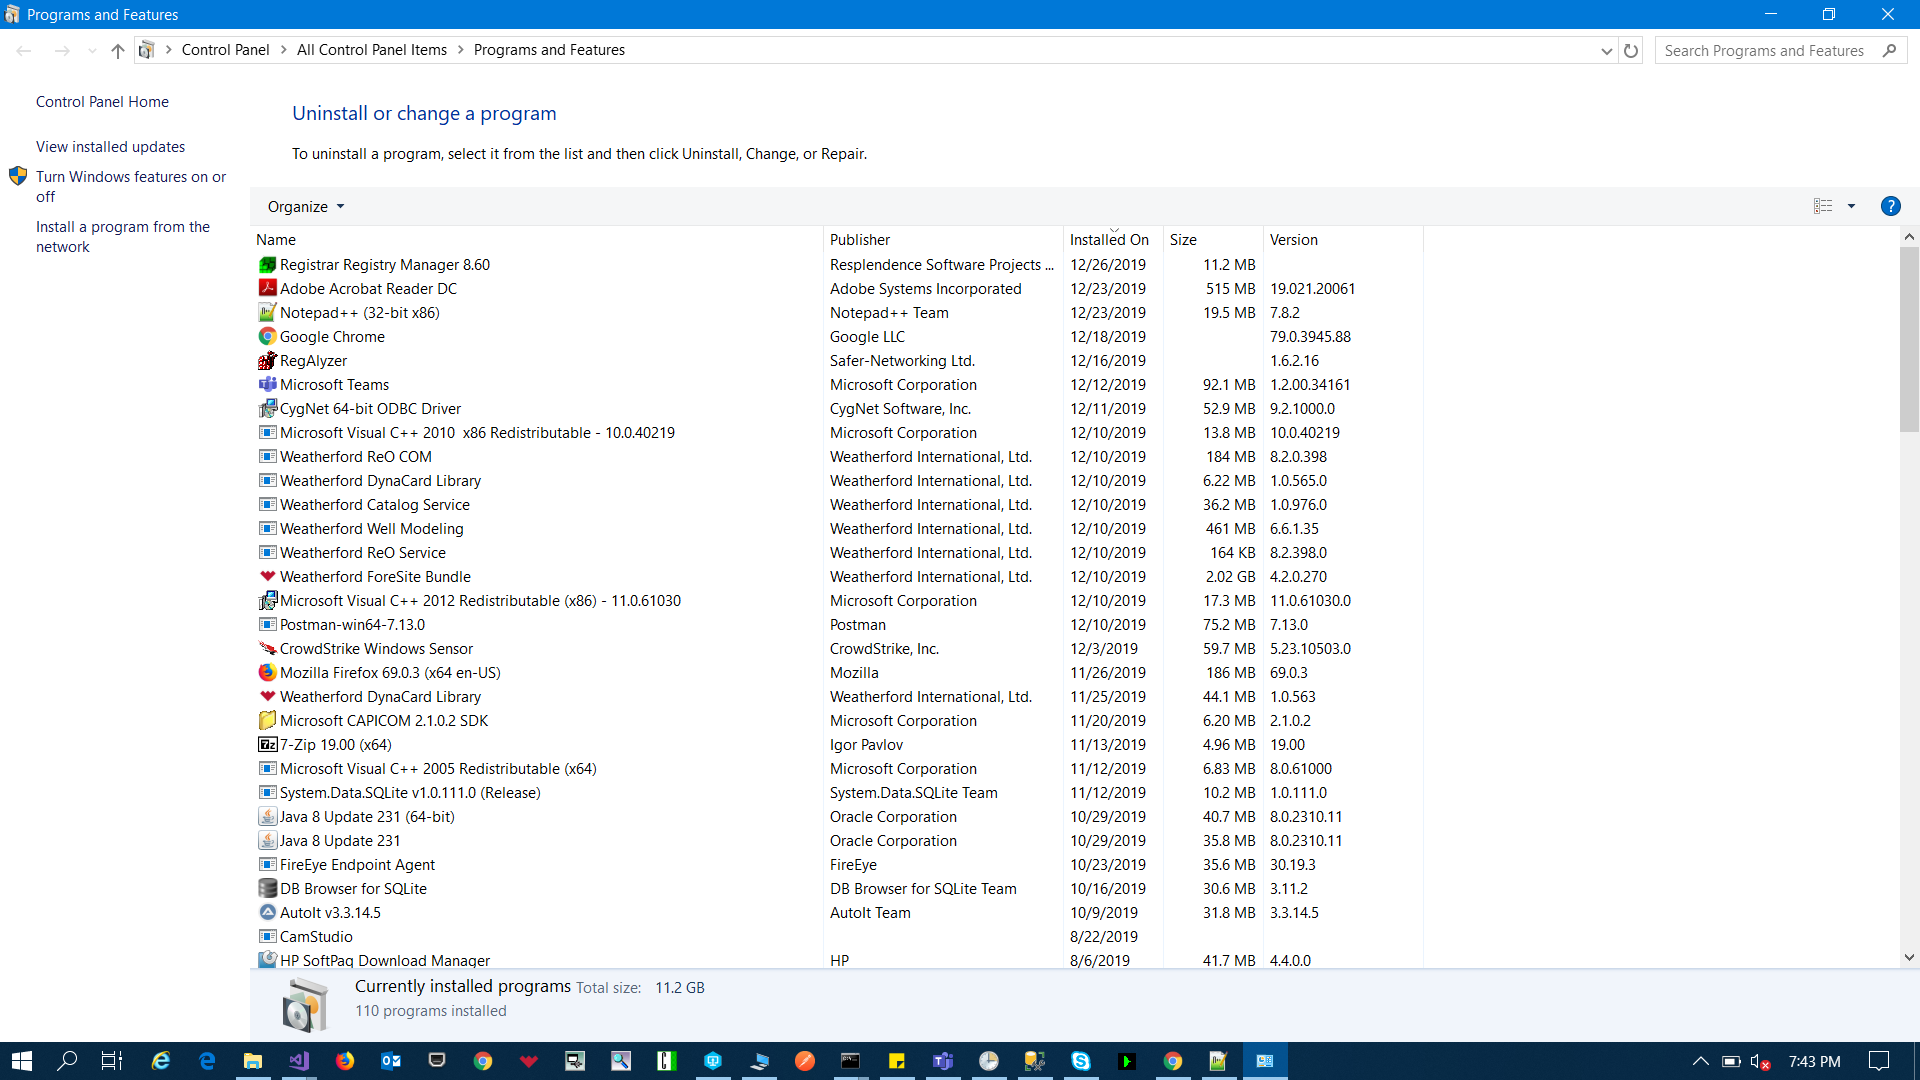 Programs and Features
Control Panel > All Control Panel Items > Programs and Features
Search Programs and Features
Control Panel Home
View installed updates
Turn Windows features on or
off
Install a program from the
network
Uninstall or change a program
To uninstall a program, select it from the list and then click Uninstall, Change, or Repair.
Organize
?
Name Publisher Installed On Size Version
Registrar Registry Manager 8.60 Resplendence Software Projects ... 12/26/2019 11.2 MB
Adobe Acrobat Reader DC Adobe Systems Incorporated 12/23/2019 515 MB 19.021.20061
Notepad++ (32-bit x86) Notepad++ Team 12/23/2019 19.5 MB 7.8.2
Google Chrome Google LLC 12/18/2019 79.0.3945.88
RegAlyzer Safer-Networking Ltd. 12/16/2019 1.6.2.16
Microsoft Teams Microsoft Corporation 12/12/2019 92.1 MB 1.2.00.34161
CygNet 64-bit ODBC Driver CygNet Software, Inc. 12/11/2019 52.9 MB 9.2.1000.0
Microsoft Visual C++ 2010  x86 Redistributable - 10.0.40219 Microsoft Corporation 12/10/2019 13.8 MB 10.0.40219
Weatherford ReO COM Weatherford International, Ltd. 12/10/2019 184 MB 8.2.0.398
Weatherford DynaCard Library Weatherford International, Ltd. 12/10/2019 6.22 MB 1.0.565.0
Weatherford Catalog Service Weatherford International, Ltd. 12/10/2019 36.2 MB 1.0.976.0
Weatherford Well Modeling Weatherford International, Ltd. 12/10/2019 461 MB 6.6.1.35
Weatherford ReO Service Weatherford International, Ltd. 12/10/2019 164 KB 8.2.398.0
Weatherford ForeSite Bundle Weatherford International, Ltd. 12/10/2019 2.02 GB 4.2.0.270
Microsoft Visual C++ 2012 Redistributable (x86) - 11.0.61030 Microsoft Corporation 12/10/2019 17.3 MB 11.0.61030.0
Postman-win64-7.13.0 Postman 12/10/2019 75.2 MB 7.13.0
CrowdStrike Windows Sensor CrowdStrike, Inc. 12/3/2019 59.7 MB 5.23.10503.0
Mozilla Firefox 69.0.3 (x64 en-US) Mozilla 11/26/2019 186 MB 69.0.3
Weatherford DynaCard Library Weatherford International, Ltd. 11/25/2019 44.1 MB 1.0.563
Microsoft CAPICOM 2.1.0.2 SDK Microsoft Corporation 11/20/2019 6.20 MB 2.1.0.2
7-Zip 19.00 (x64) Igor Pavlov 11/13/2019 4.96 MB 19.00
Microsoft Visual C++ 2005 Redistributable (x64) Microsoft Corporation 11/12/2019 6.83 MB 8.0.61000
System.Data.SQLite v1.0.111.0 (Release) System.Data.SQLite Team 11/12/2019 10.2 MB 1.0.111.0
Java 8 Update 231 (64-bit) Oracle Corporation 10/29/2019 40.7 MB 8.0.2310.11
Java 8 Update 231 Oracle Corporation 10/29/2019 35.8 MB 8.0.2310.11
FireEye Endpoint Agent FireEye 10/23/2019 35.6 MB 30.19.3
DB Browser for SQLite DB Browser for SQLite Team 10/16/2019 30.6 MB 3.11.2
AutoIt v3.3.14.5 AutoIt Team 10/9/2019 31.8 MB 3.3.14.5
CamStudio 8/22/2019
HP SoftPaq Download Manager HP 8/6/2019 41.7 MB 4.4.0.0
Currently installed programs Total size: 11.2 GB
110 programs installed
7:43 PM